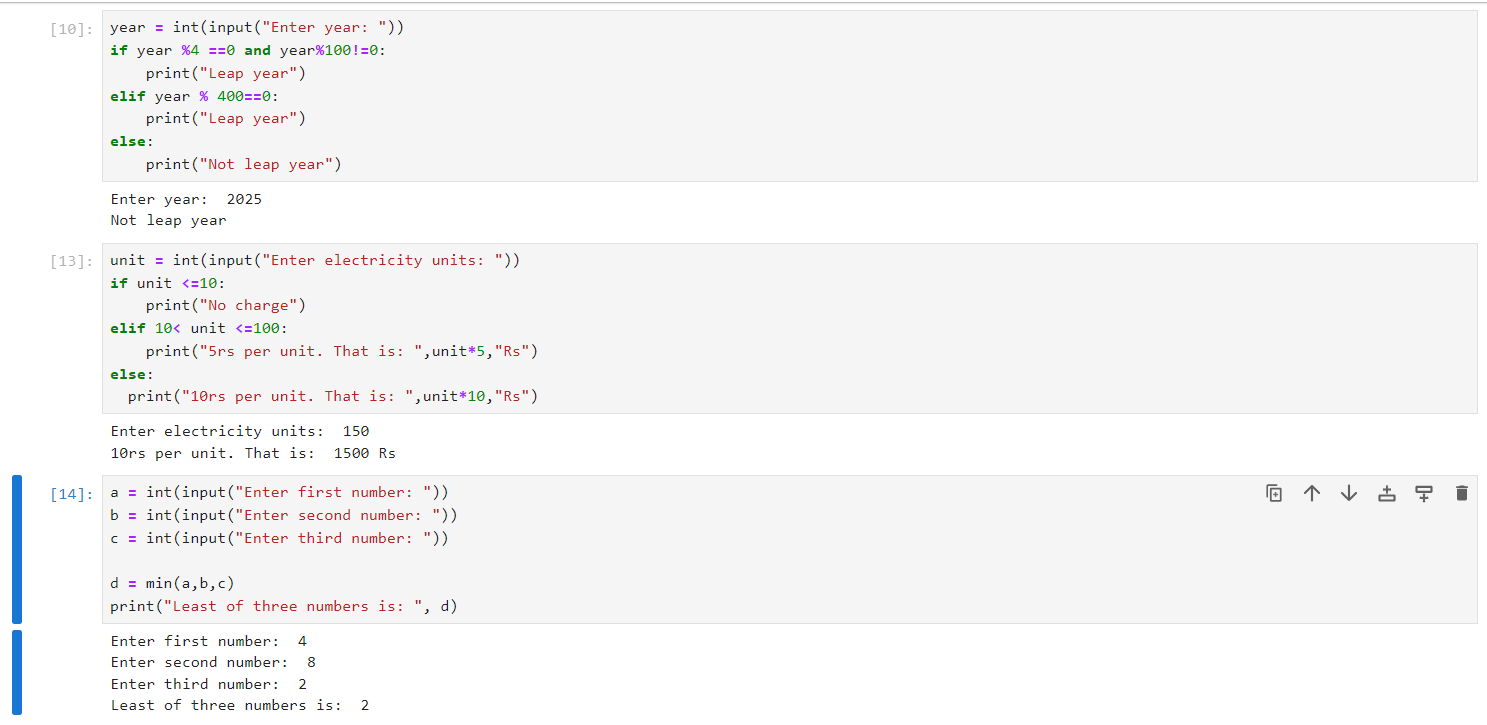 [10]: year = int(input("Enter year: "))
if year %4 ==0 and year%100!=0:
    print("Leap year")
elif year % 400==0:
    print("Leap year")
else:
    print("Not leap year")
Enter year:  2025
Not leap year
[13]: unit = int(input("Enter electricity units: "))
if unit <=10:
    print("No charge")
elif 10< unit <=100:
    print("5rs per unit. That is: ",unit*5,"Rs")
else:
  print("10rs per unit. That is: ",unit*10,"Rs")
Enter electricity units:  150
10rs per unit. That is:  1500 Rs
[14]: a = int(input("Enter first number: "))
b = int(input("Enter second number: "))
c = int(input("Enter third number: "))
d = min(a,b,c)
print("Least of three numbers is: ", d)
Enter first number:  4
Enter second number:  8
Enter third number:  2
Least of three numbers is:  2